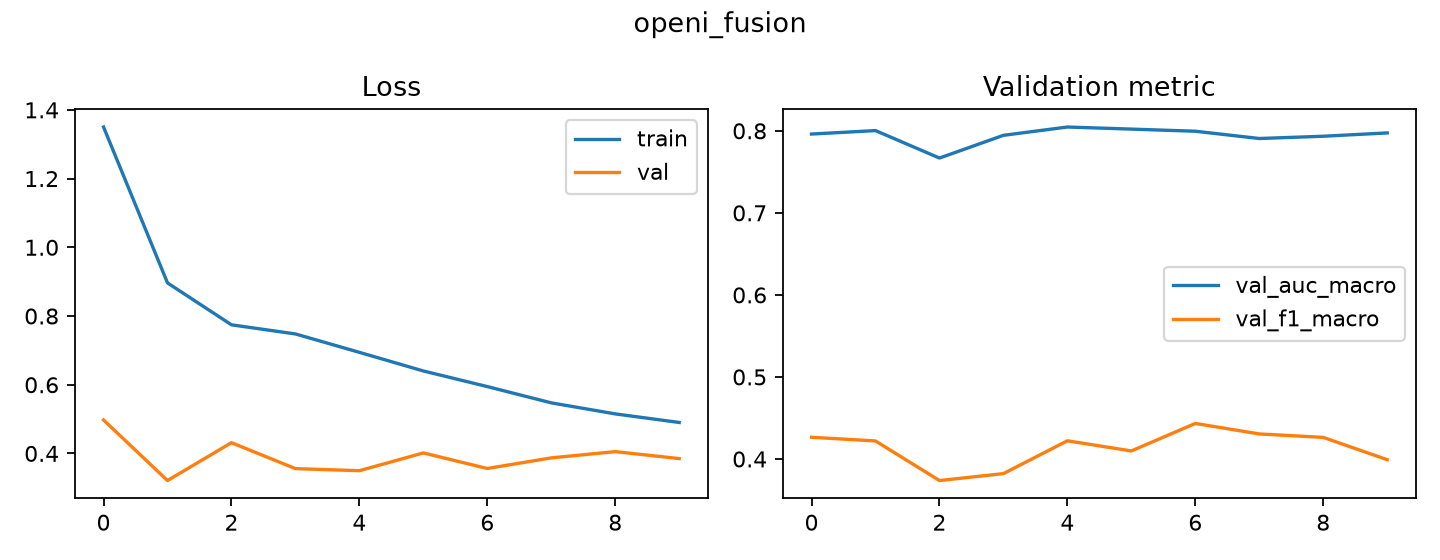 openi_fusion
Loss
1.4
1.2
1.0
0.8
0.6
0.4
0 2 4 6 8
train
val
Validation metric
0.8
0.7
0.6
0.5
0.4
0 2 4 6 8
val_auc_macro
val_f1_macro